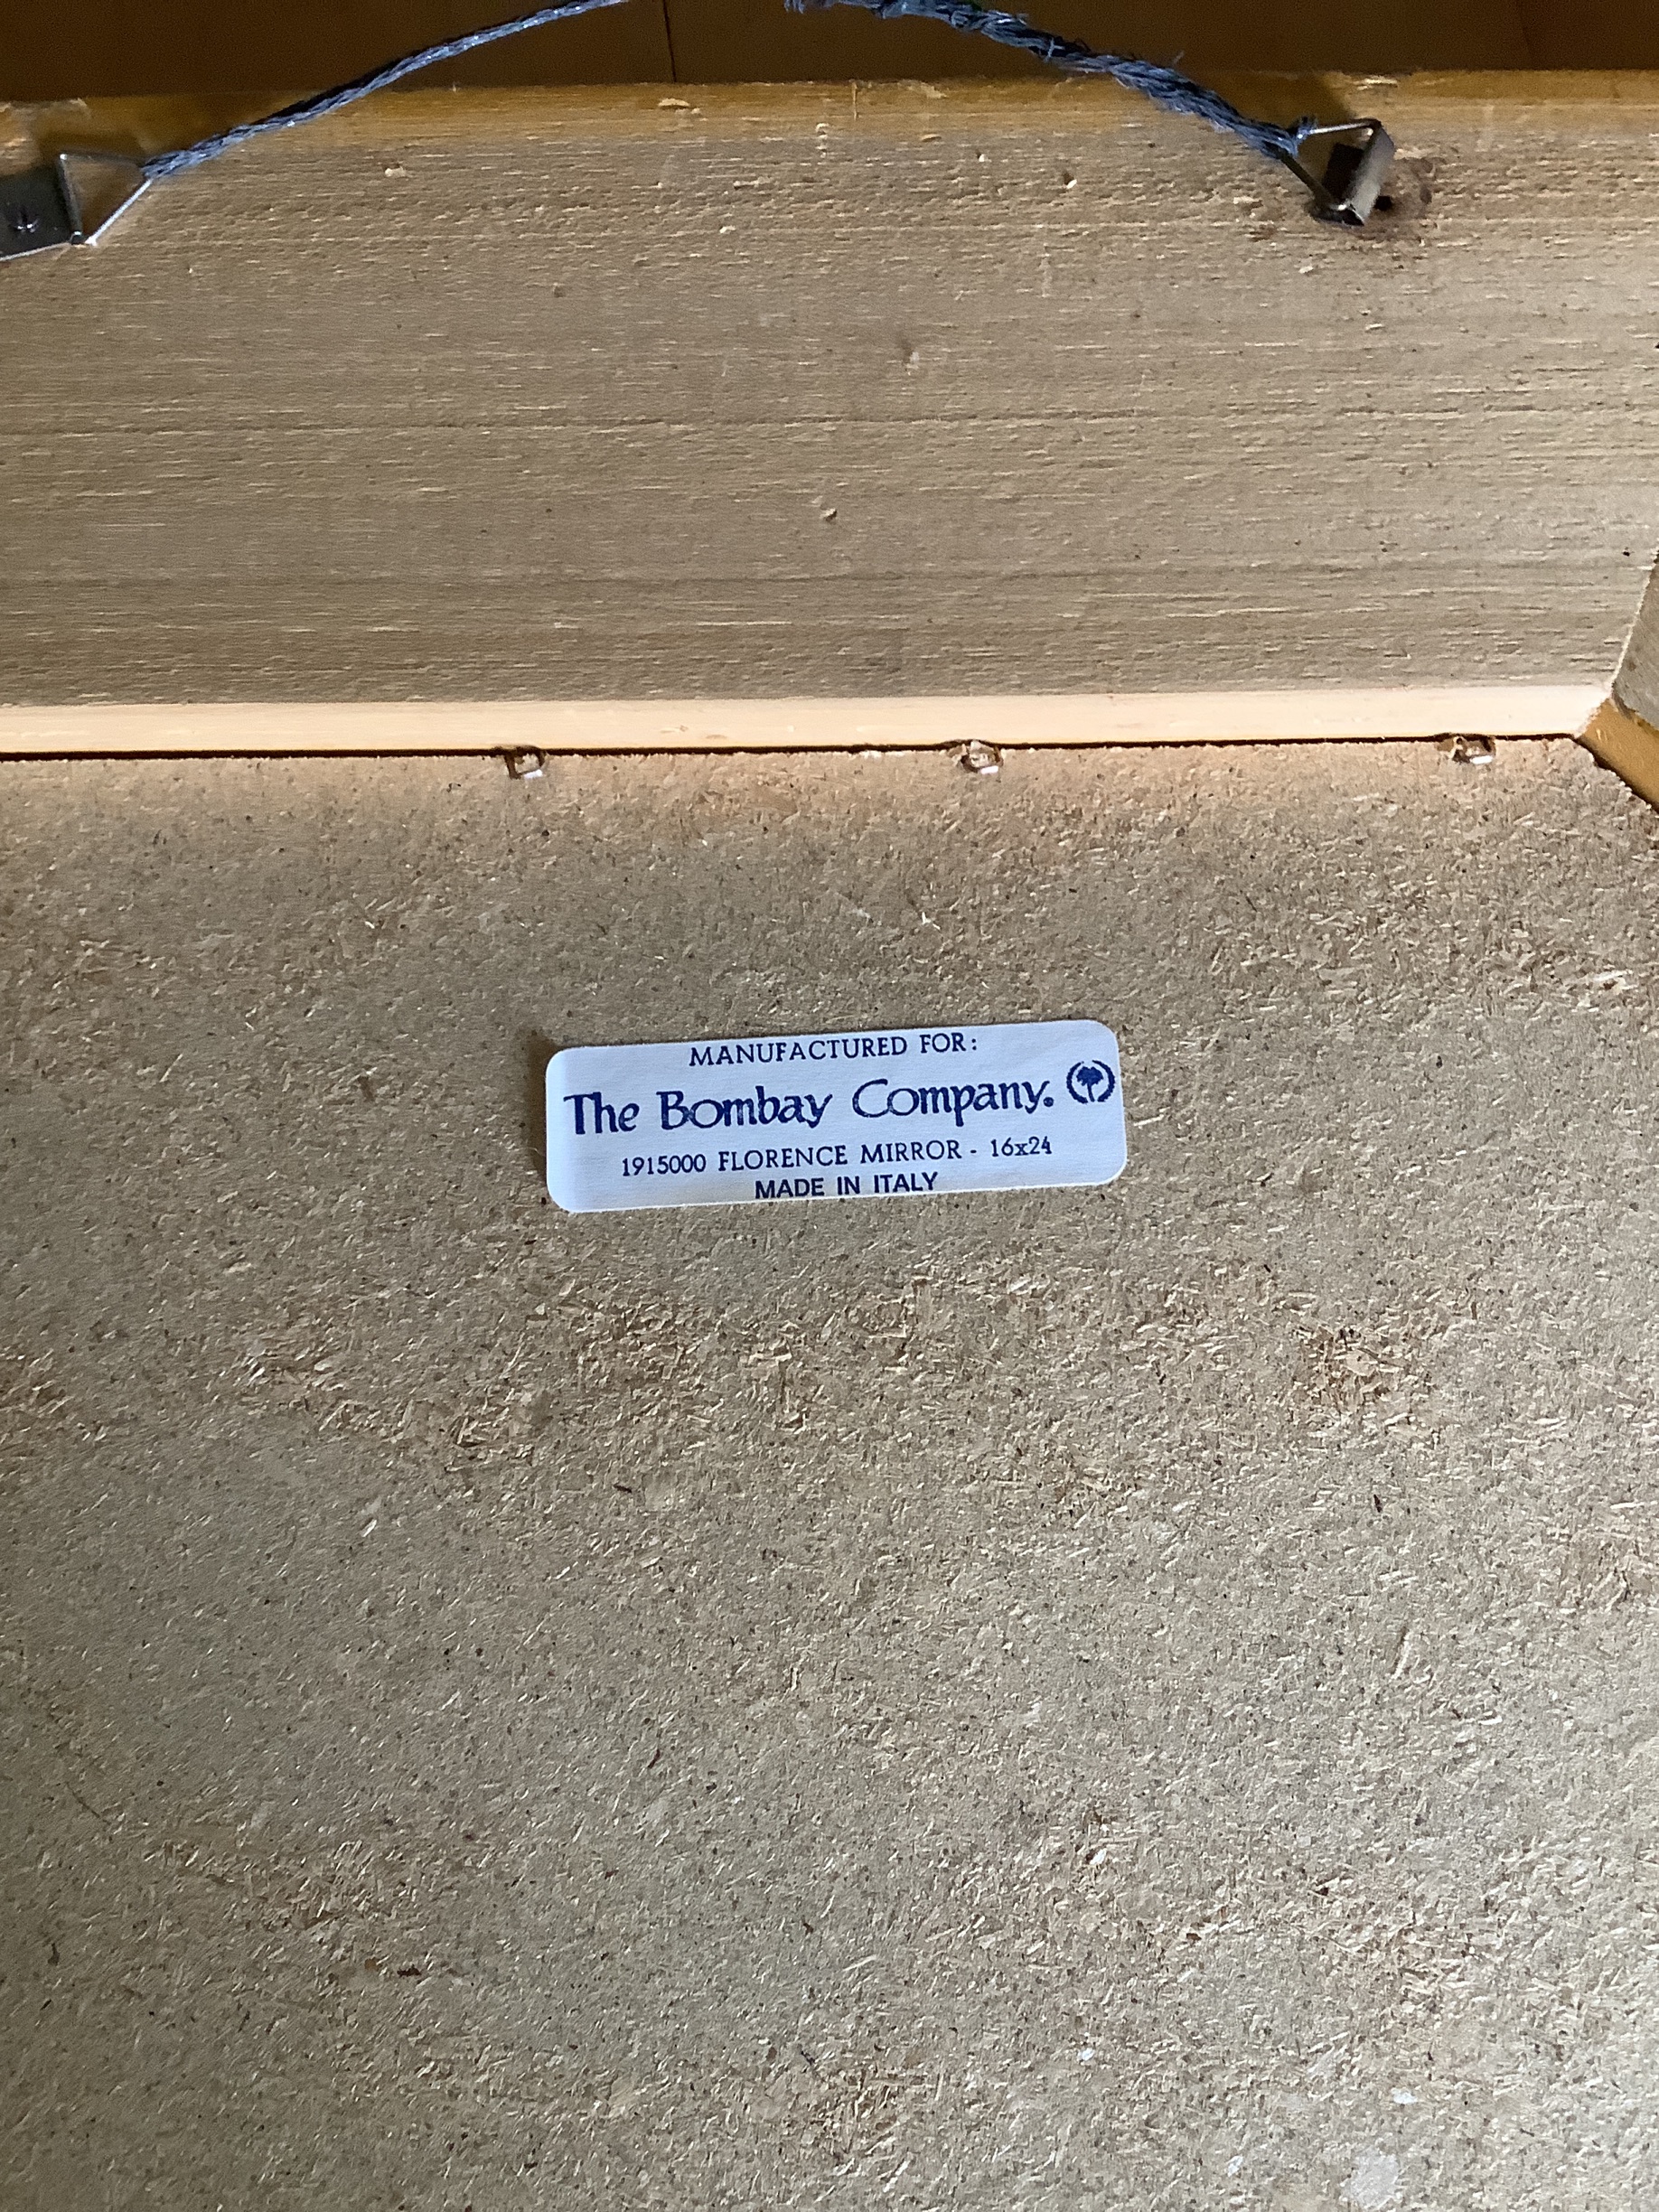 MANUFACTURED FOR:
The Bombay Company.
1915000 FLORENCE MIRROR - 16x24
MADE IN ITALY